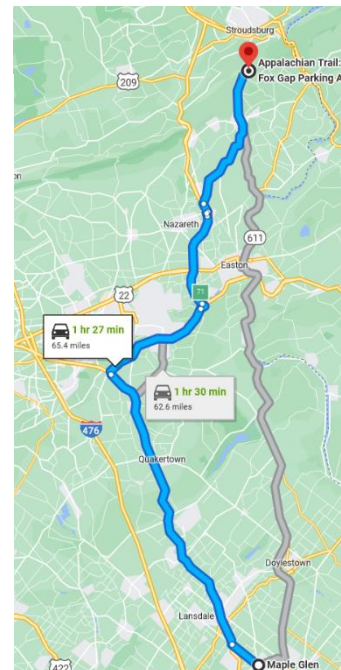 Stroudsburg
Appalachian Trail:
Fox Gap Parking A
209
Nazareth
611
Easton
22
71
1 hr 27 min
65.4 miles
1 hr 30 min
62.6 miles
476
Quakertown
Doylestown
Lansdale
Maple Glen
422